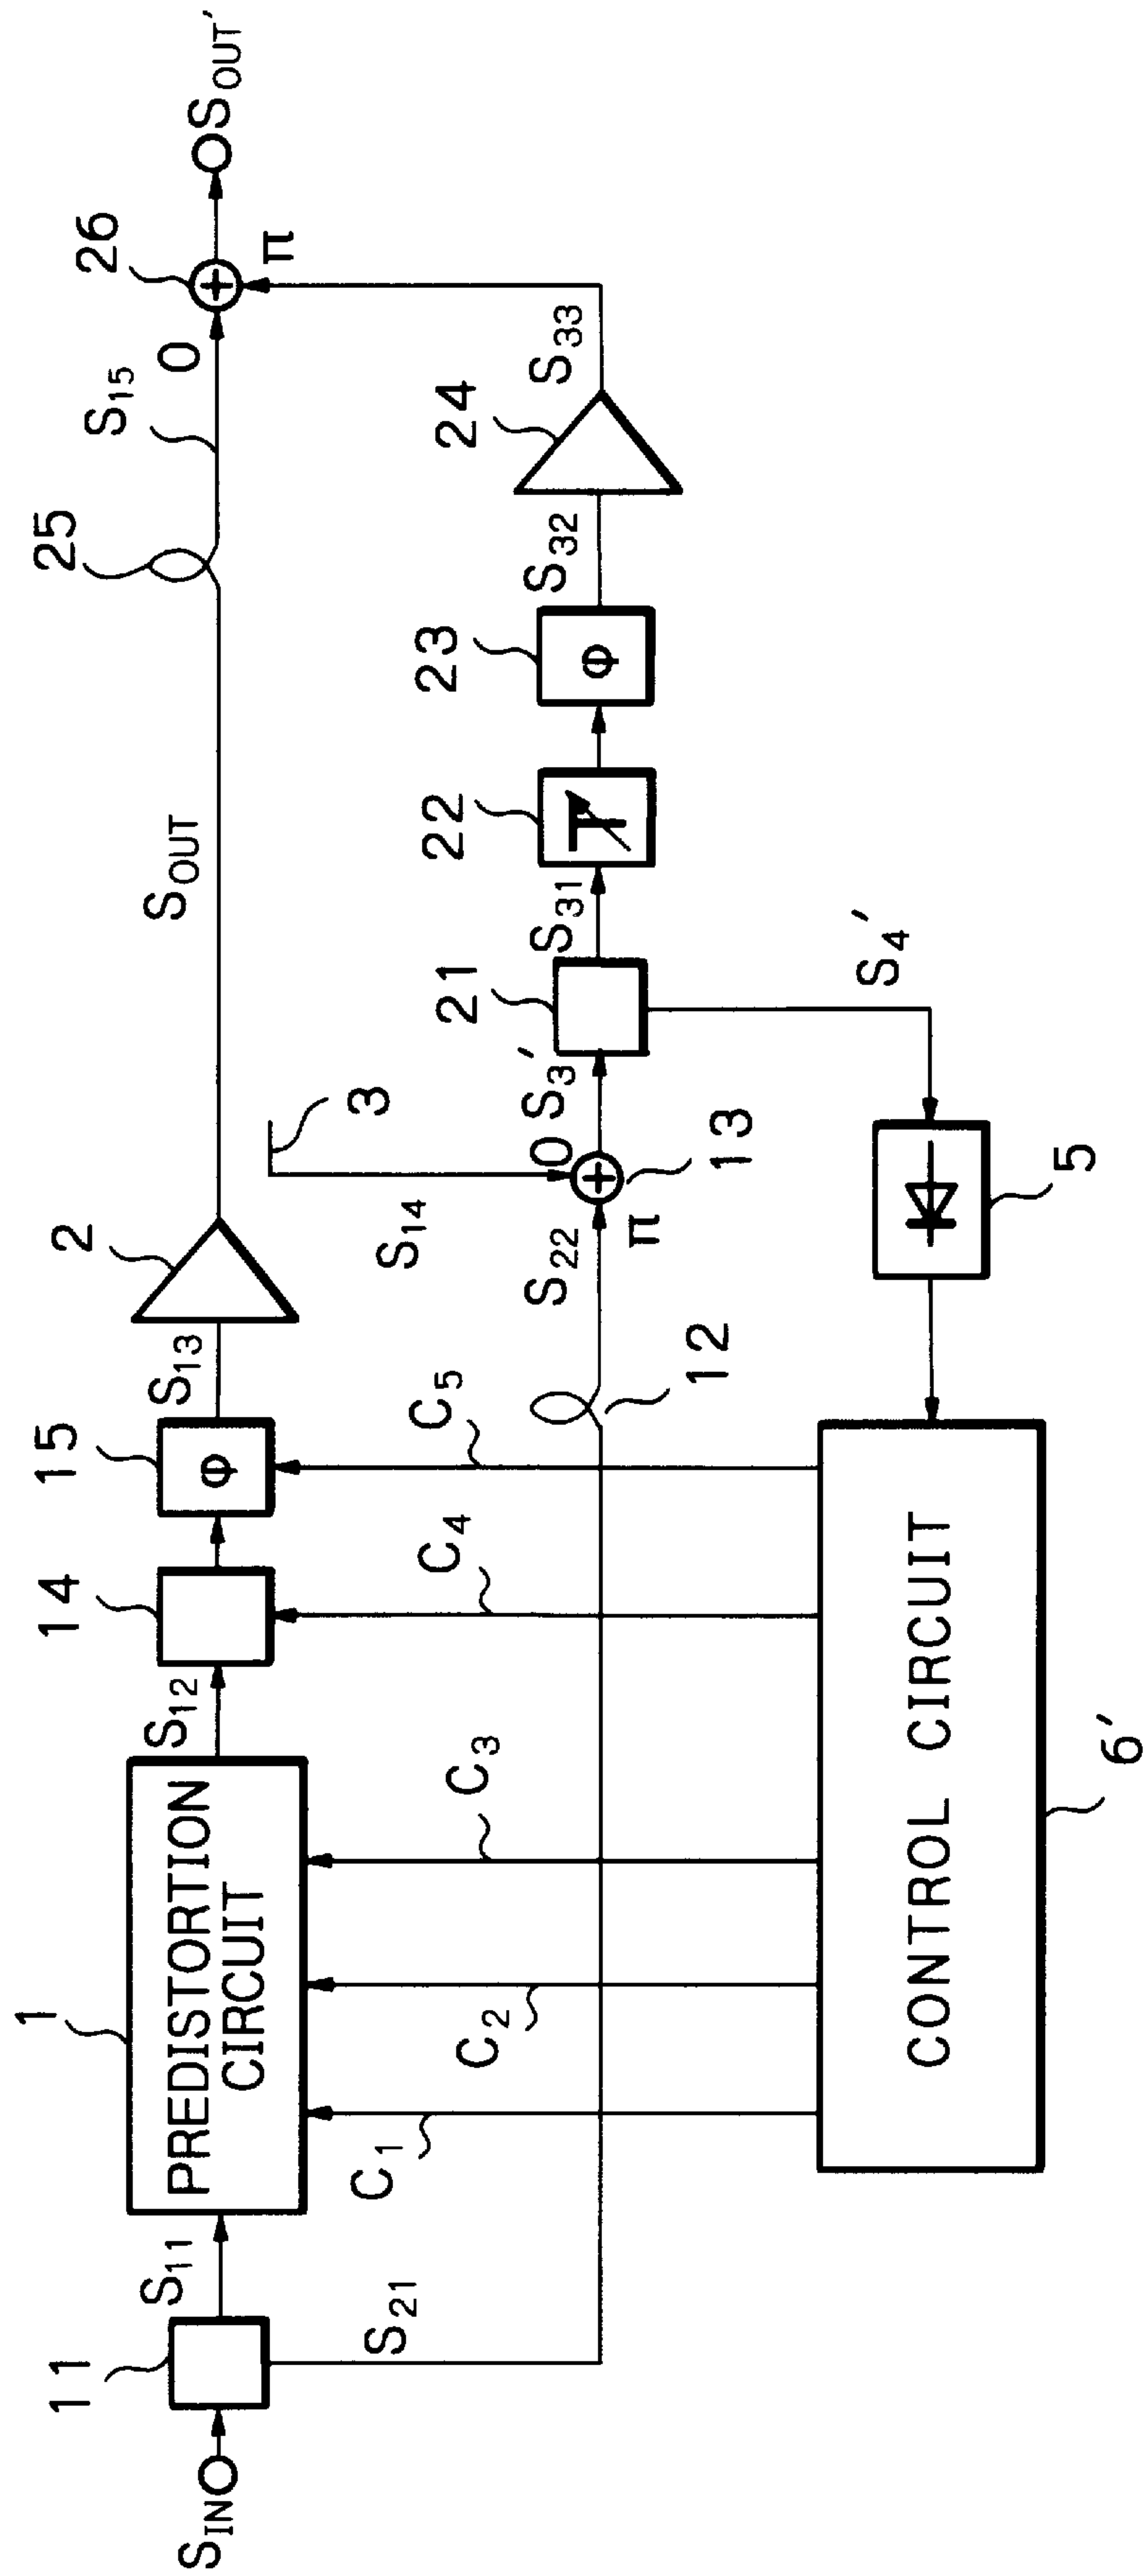 S_IN
11
S_11
S_21
1
PREDISTORTION
CIRCUIT
S_12
14
15
φ
S_13
2
S_OUT
25
S_15
0
26
π
S_OUT'
C_1
C_2
C_3
C_4
C_5
12
S_22
π
S_14
3
0
13
S_3'
21
S_31
22
23
φ
S_32
24
S_33
S_4'
5
CONTROL CIRCUIT
6'